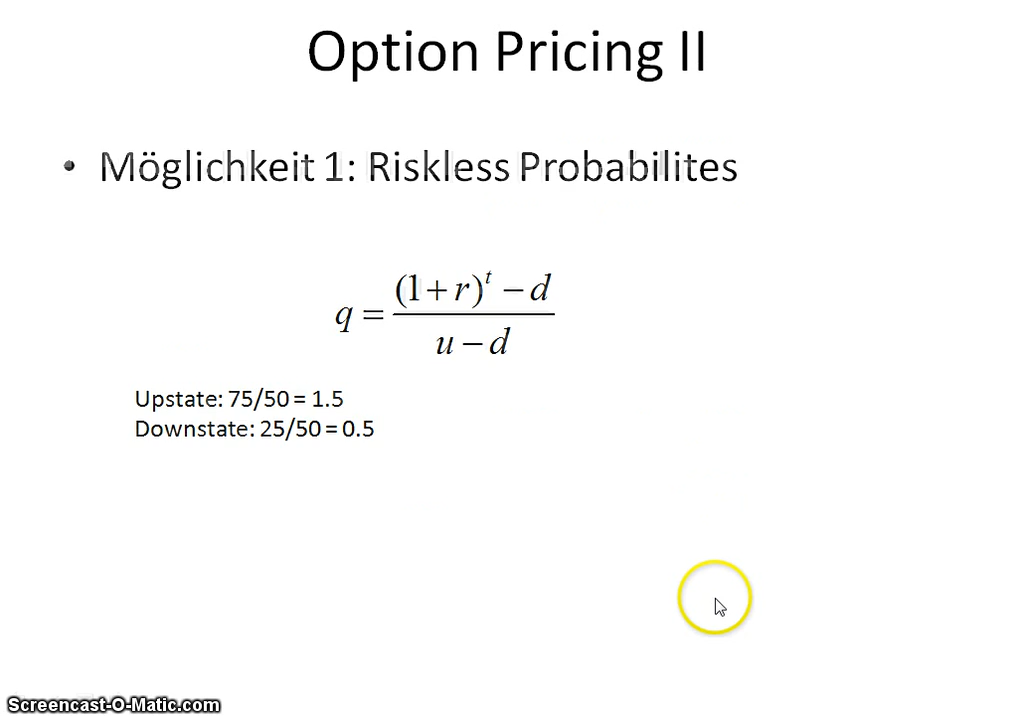 Option Pricing II
• Möglichkeit 1: Riskless Probabilites
q = \frac{(1+r)^t - d}{u - d}
Upstate: 75/50 = 1.5
Downstate: 25/50 = 0.5
Screencast-O-Matic.com